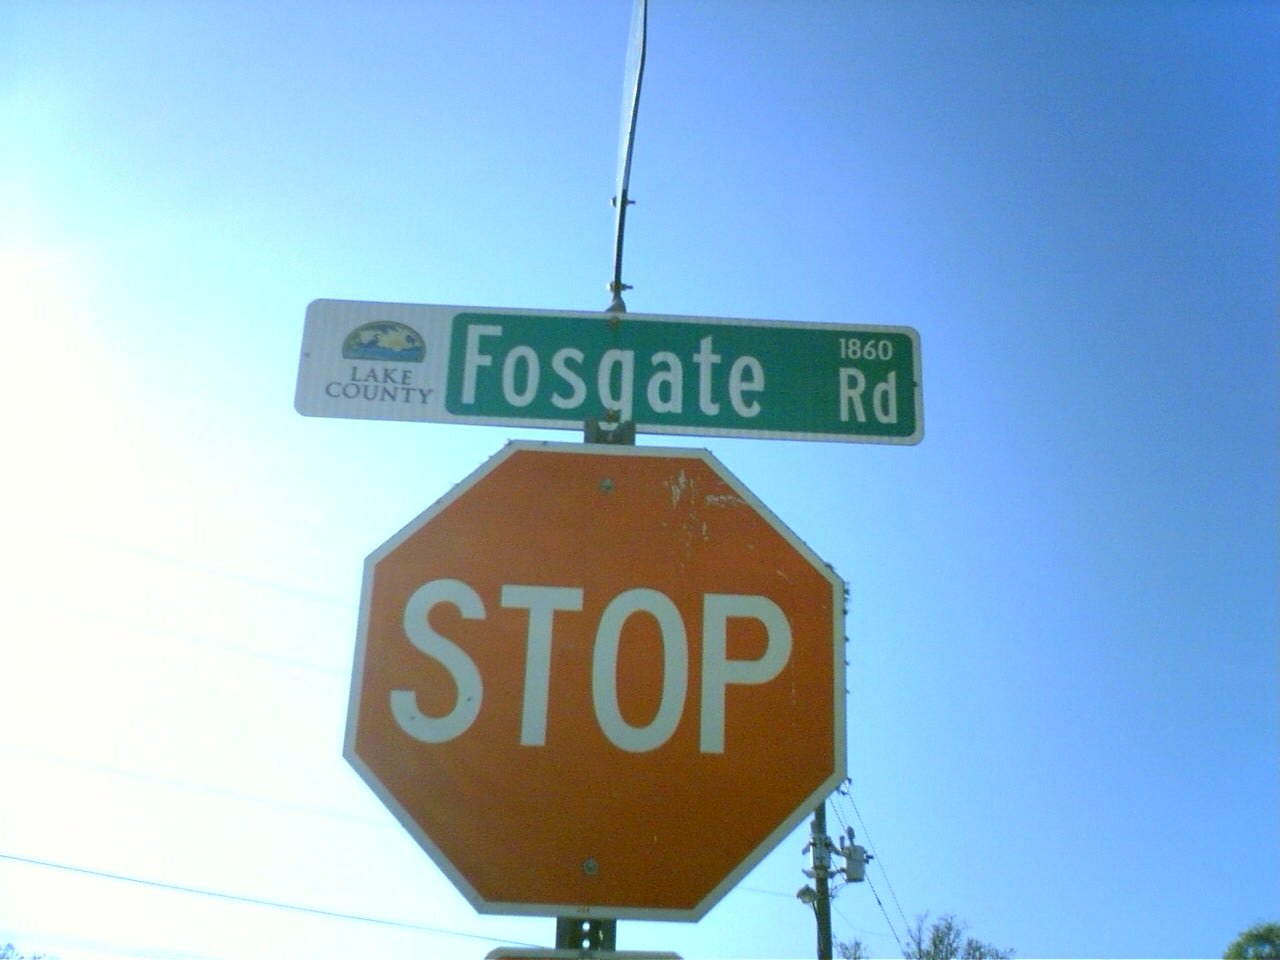 LAKE
COUNTY
Fosgate
1860
Rd
STOP